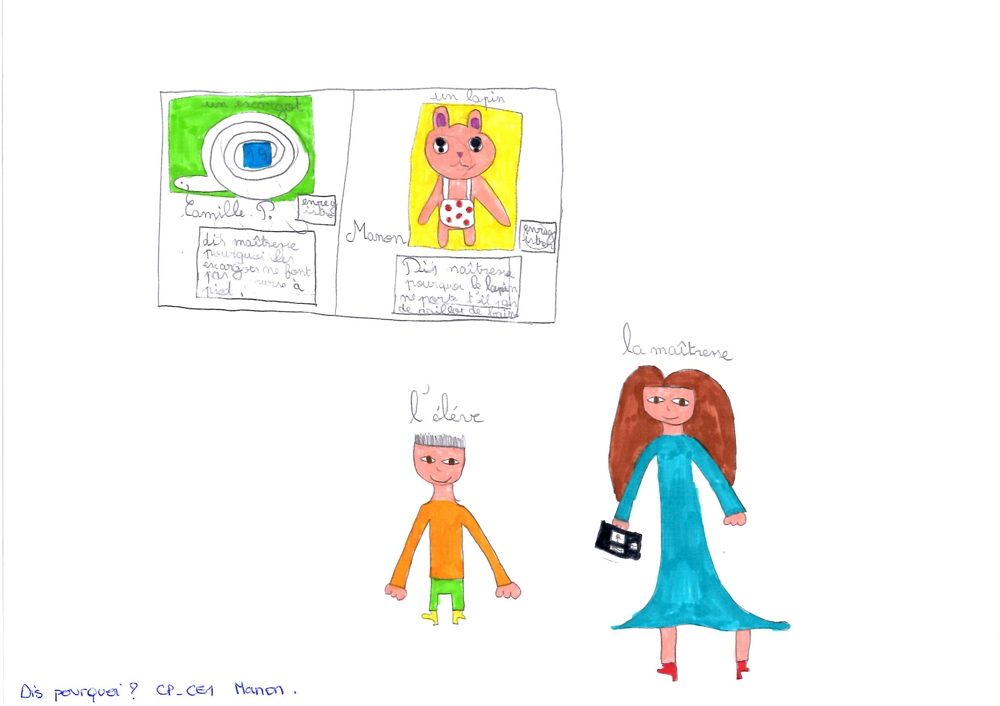 un escargot
19
Camille. P.
enreg
istre
dis maîtresse
pourquoi les
escargots ne font
pas course à
pied.
un lapin
Manon
enreg
istrer
Dis maîtresse
pourquoi le lapin
ne porte t'il pas
de maillot de bain
la maîtresse
l'éléve
Dis pourquoi ? CP_CE1 Manon.